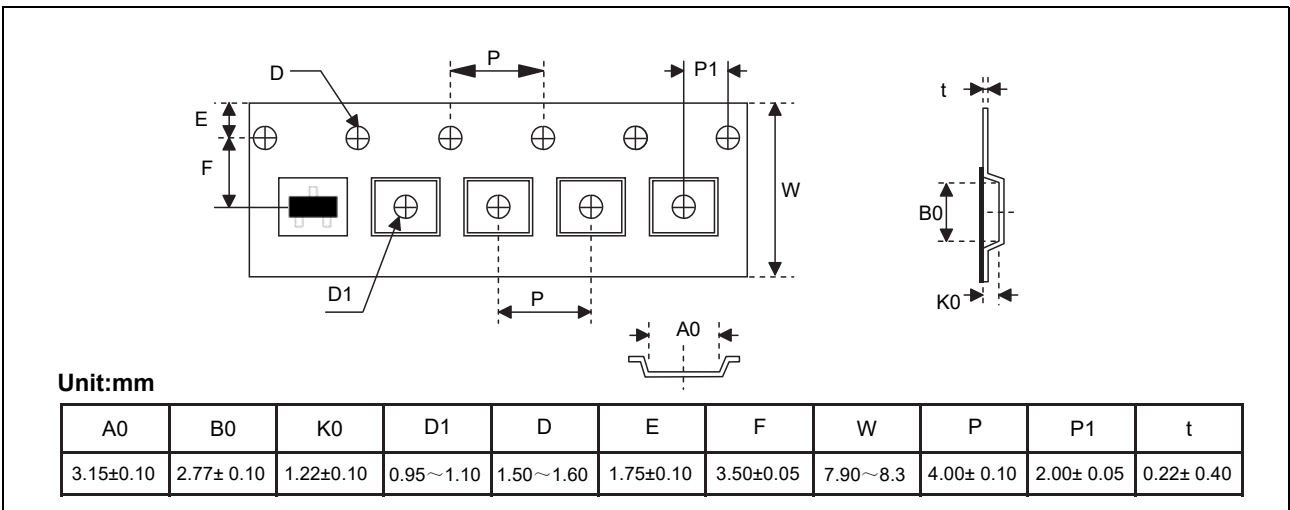 P
D
P1
t
E
F
W
B0
D1
P
K0
A0
Unit:mm
A0 B0 K0 D1 D E F W P P1 t
3.15±0.10 2.77± 0.10 1.22±0.10 0.95～1.10 1.50～1.60 1.75±0.10 3.50±0.05 7.90～8.3 4.00± 0.10 2.00± 0.05 0.22± 0.40